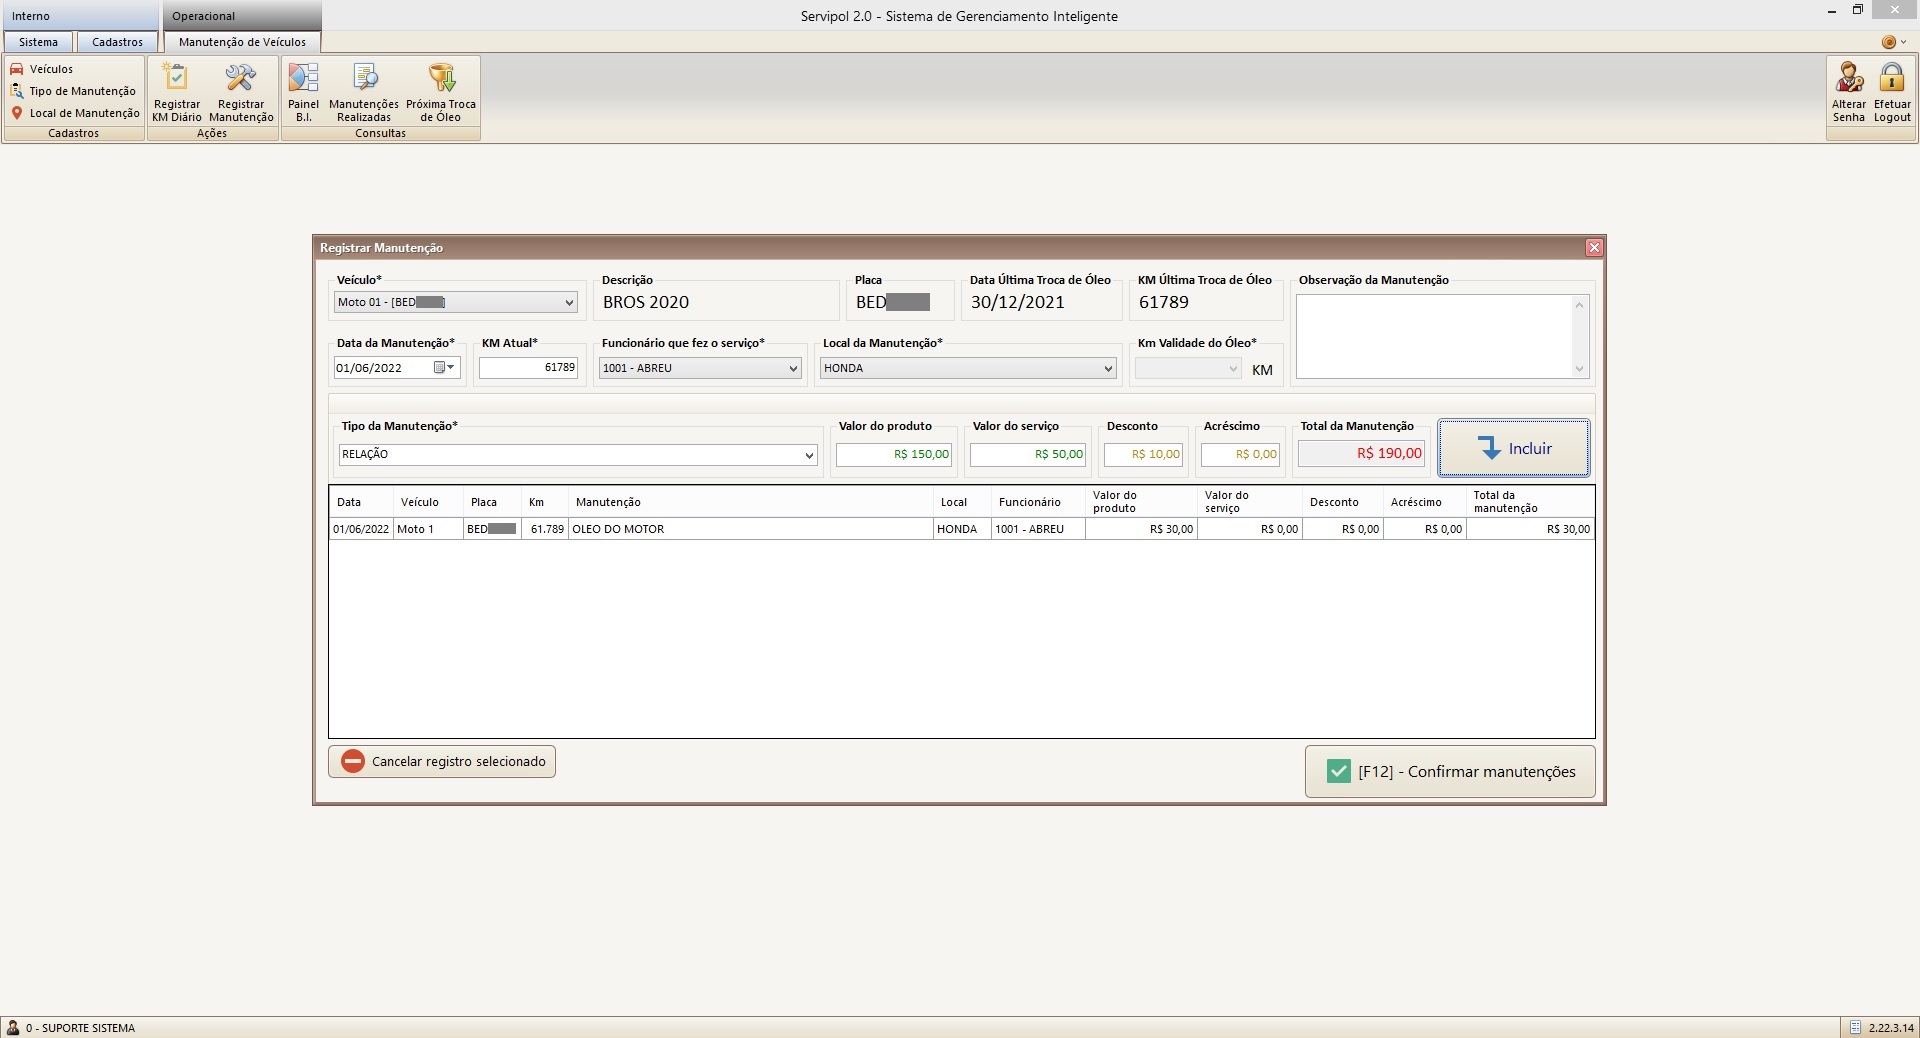 Interno
Operacional
Servipol 2.0 - Sistema de Gerenciamento Inteligente
Sistema
Cadastros
Manutenção de Veículos
Veículos
Tipo de Manutenção
Local de Manutenção
Cadastros
Registrar
KM Diário
Registrar
Manutenção
Ações
Painel
B.I.
Manutenções
Realizadas
Próxima Troca
de Óleo
Consultas
Alterar
Senha
Efetuar
Logout
Registrar Manutenção
Veículo*
Moto 01 - [BED
Descrição
BROS 2020
Placa
BED
Data Última Troca de Óleo
30/12/2021
KM Última Troca de Óleo
61789
Observação da Manutenção
Data da Manutenção*
01/06/2022
KM Atual*
61789
Funcionário que fez o serviço*
1001 - ABREU
Local da Manutenção*
HONDA
Km Validade do Óleo*
KM
Tipo da Manutenção*
RELAÇÃO
Valor do produto
R$ 150,00
Valor do serviço
R$ 50,00
Desconto
R$ 10,00
Acréscimo
R$ 0,00
Total da Manutenção
R$ 190,00
Incluir
Data Veículo Placa Km Manutenção Local Funcionário Valor do produto Valor do serviço Desconto Acréscimo Total da manutenção
01/06/2022 Moto 1 BED 61.789 OLEO DO MOTOR HONDA 1001 - ABREU R$ 30,00 R$ 0,00 R$ 0,00 R$ 0,00 R$ 30,00
Cancelar registro selecionado
[F12] - Confirmar manutenções
0 - SUPORTE SISTEMA
2.22.3.14